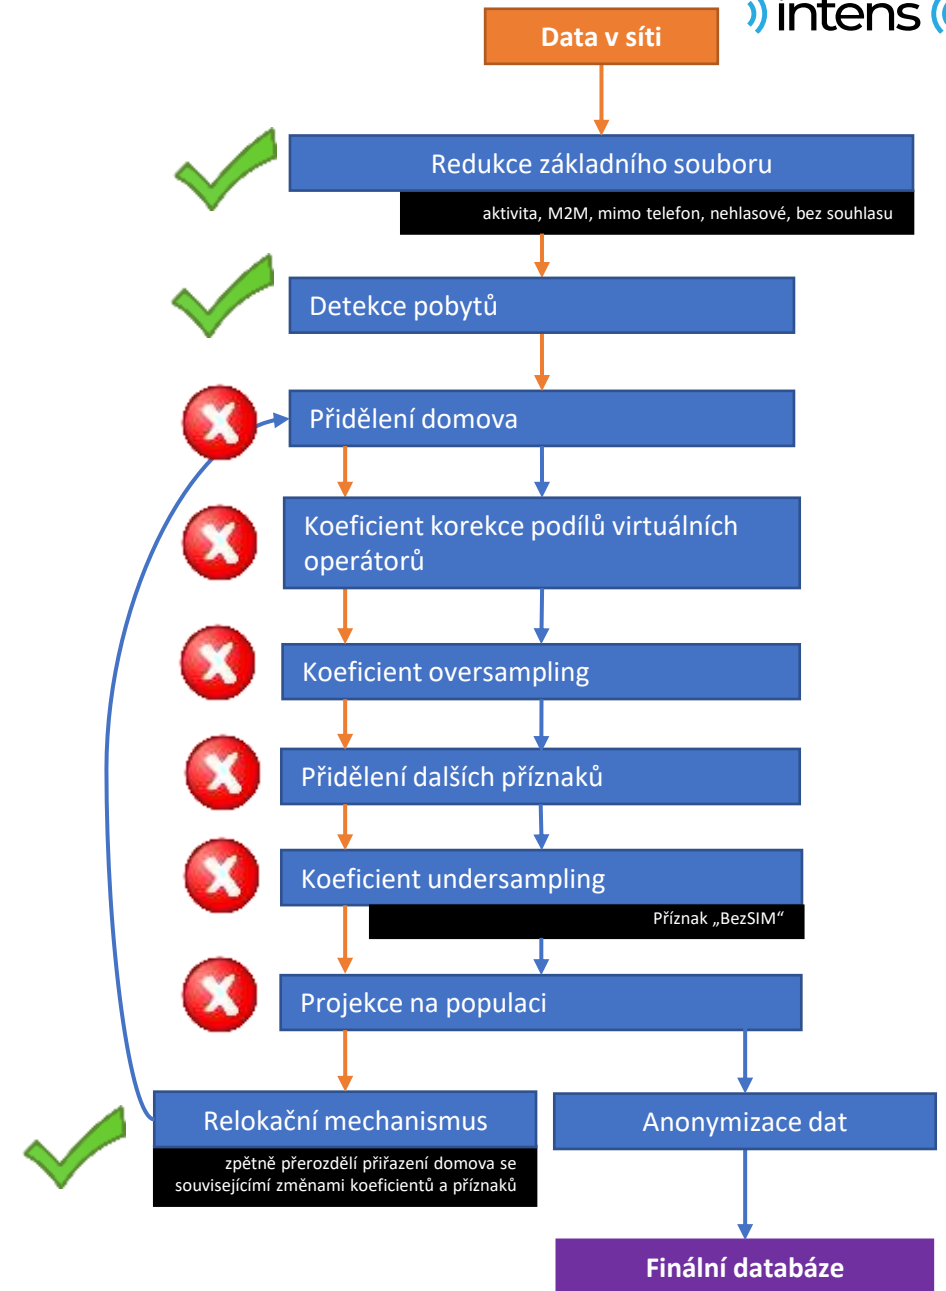 intens
Data v síti
Redukce základního souboru
aktivita, M2M, mimo telefon, nehlasové, bez souhlasu
Detekce pobytů
Přidělení domova
Koeficient korekce podílů virtuálních
operátorů
Koeficient oversampling
Přidělení dalších příznaků
Koeficient undersampling
Příznak „BezSIM“
Projekce na populaci
Relokační mechanismus
zpětně přerozdělí přiřazení domova se
souvisejícímí změnami koeficientů a příznaků
Anonymizace dat
Finální databáze